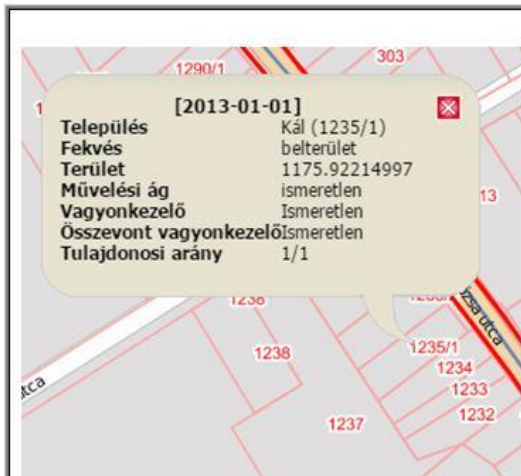 303
1290/1
[2013-01-01]
Település Kál (1235/1)
Fekvés belterület
Terület 1175.92214997
Művelési ág ismeretlen
Vagyonkezelő Ismeretlen
Összevont vagyonkezelő Ismeretlen
Tulajdonosi arány 1/1
13
1238
1238
1235/1
1234
1233
1232
1237
utca